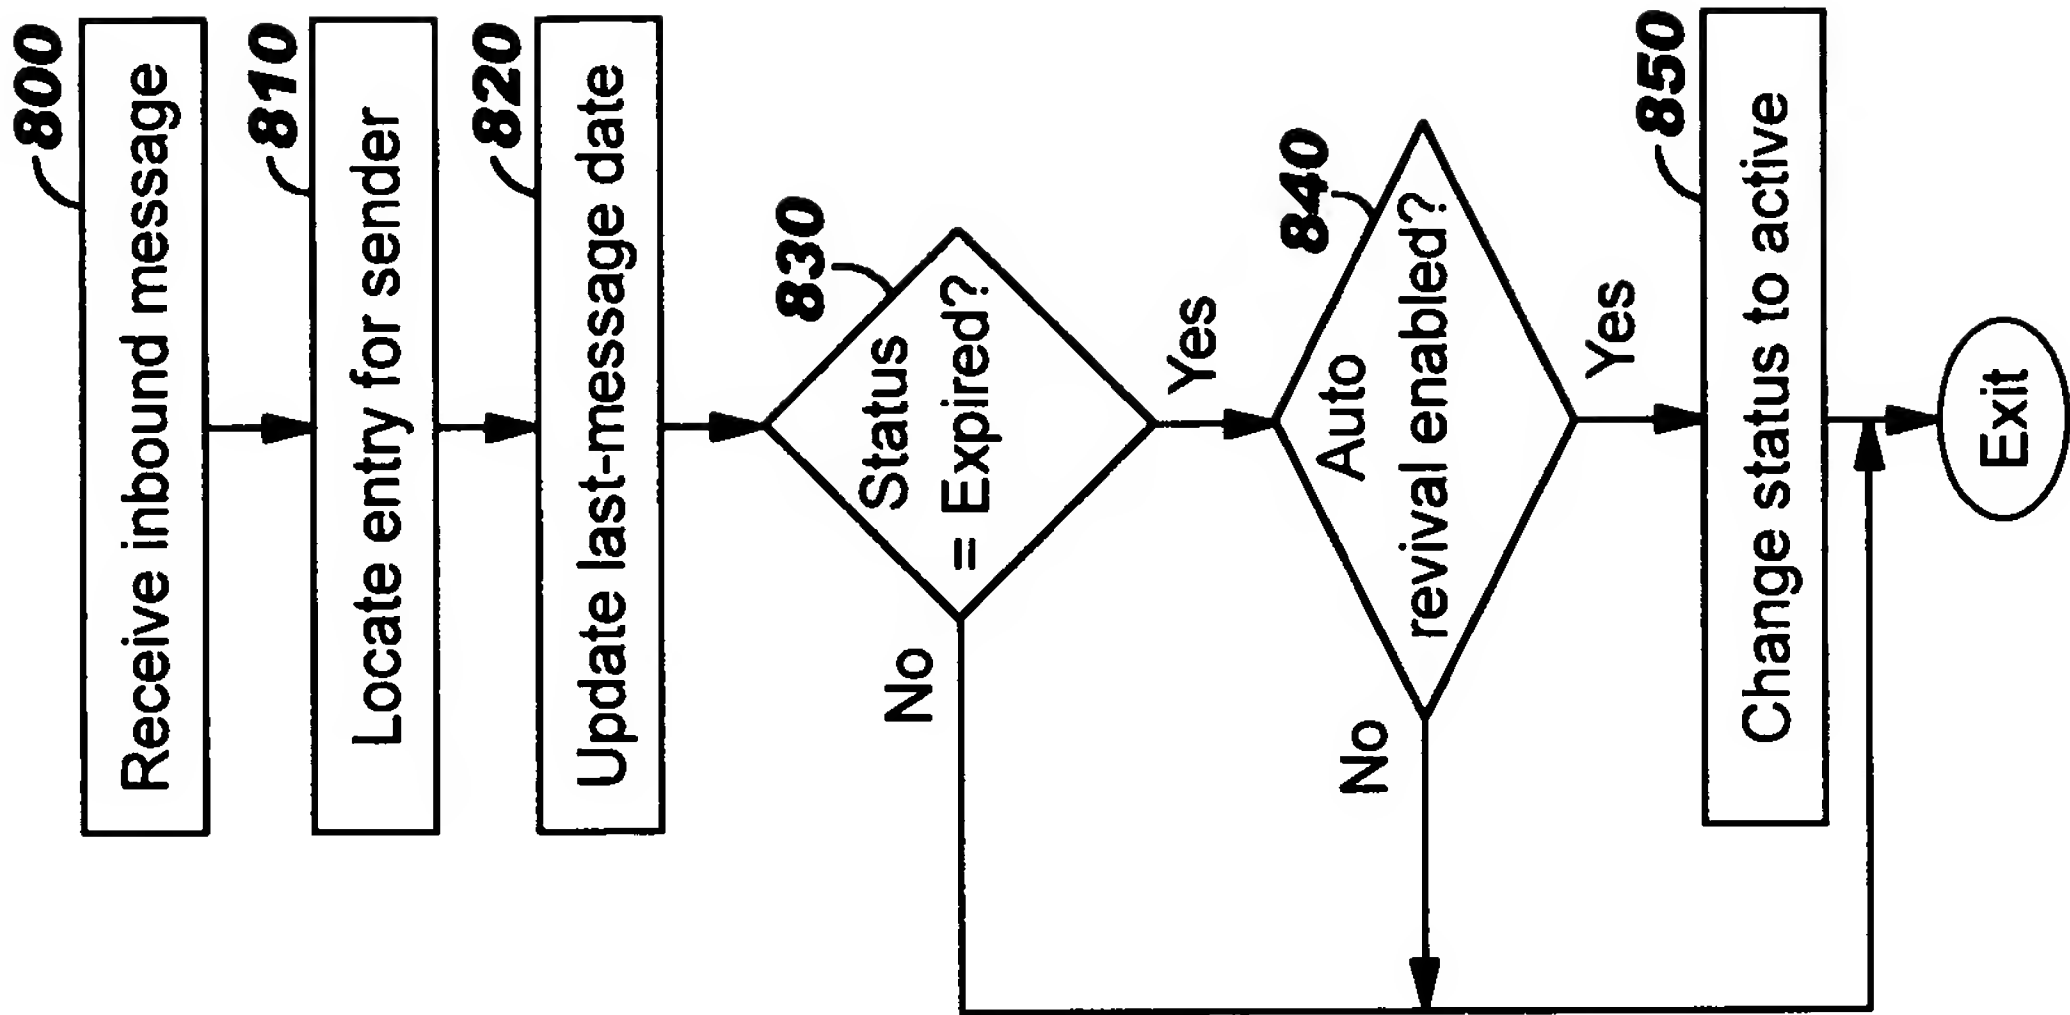 800
Receive inbound message
810
Locate entry for sender
820
Update last-message date
830
Status
= Expired?
No
Yes
840
Auto
revival enabled?
No
Yes
850
Change status to active
Exit